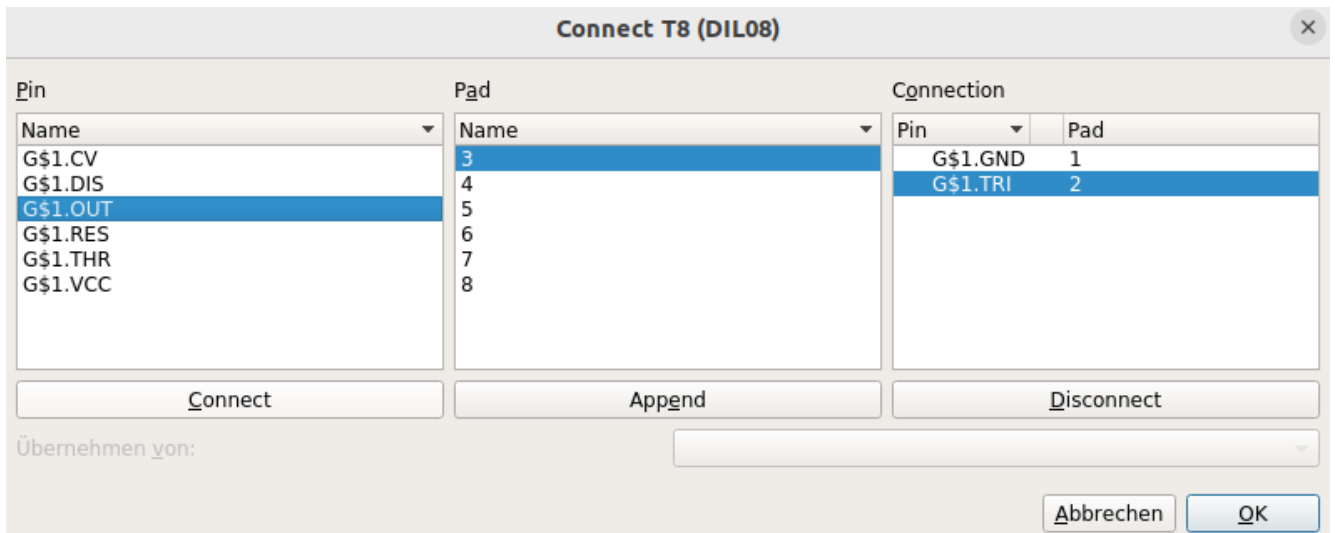 Connect T8 (DIL08)
Pin
Name
G$1.CV
G$1.DIS
G$1.OUT
G$1.RES
G$1.THR
G$1.VCC
Connect
Pad
Name
3
4
5
6
7
8
Append
Connection
Pin Pad
G$1.GND 1
G$1.TRI 2
Disconnect
Übernehmen von:
Abbrechen OK